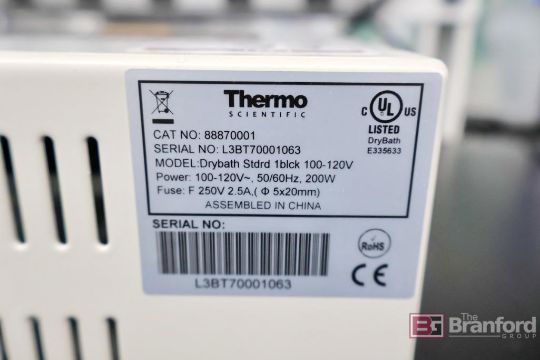 Thermo
SCIENTIFIC
C UL US
LISTED
DryBath
E335633
CAT NO: 88870001
SERIAL NO: L3BT70001063
MODEL:Drybath Stdrd 1blck 100-120V
Power: 100-120V~, 50/60Hz, 200W
Fuse: F 250V 2.5A,( Φ 5x20mm)
ASSEMBLED IN CHINA
SERIAL NO:
L3BT70001063
RoHS
CE
BG The Branford GROUP